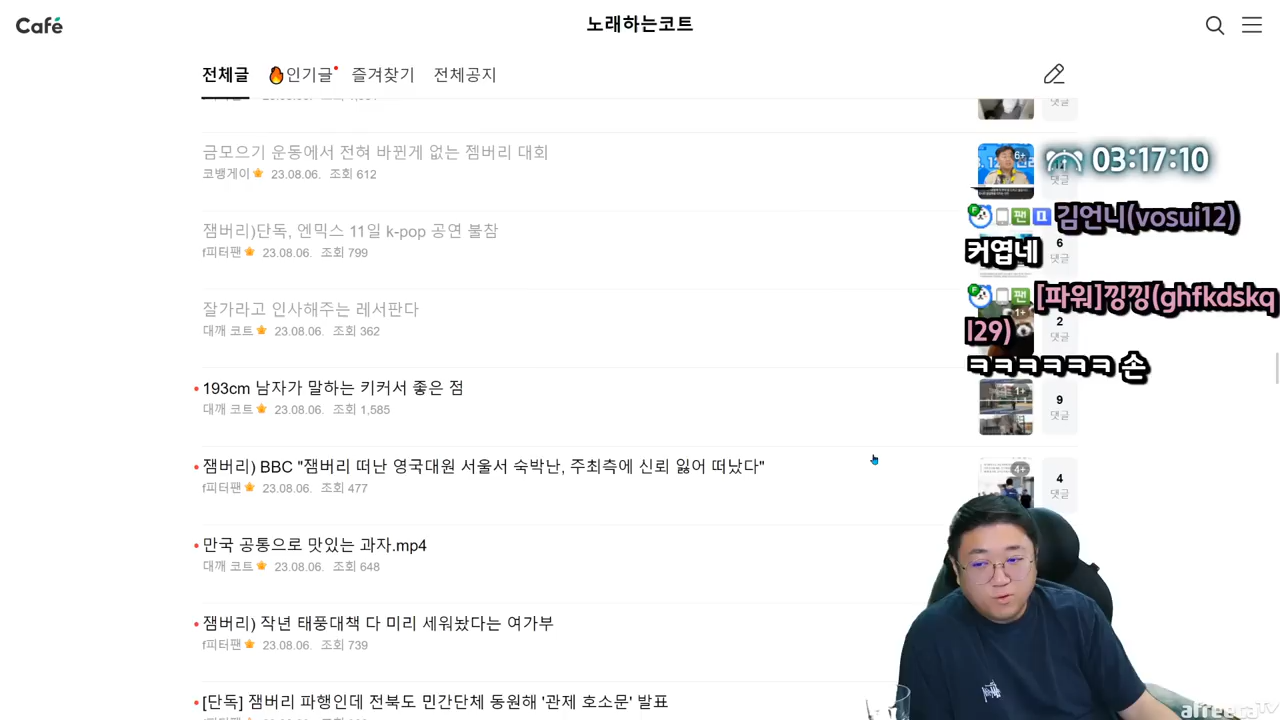 Café
노래하는코트
전체글
🔥인기글
즐겨찾기
전체공지
댓글
금모으기 운동에서 전혀 바뀐게 없는 젬버리 대회
코뱅게이 23.08.06. 조회 612
6+
댓글
03:17:10
잼버리)단독, 엔믹스 11일 k-pop 공연 불참
f피터팬 23.08.06. 조회 799
6
댓글
김언니(vosui12)
커엽네
잘가라고 인사해주는 레서판다
대깨 코트 23.08.06. 조회 362
1+
2
댓글
[파워]낑낑(ghfkdskq
l29)
ㅋㅋㅋㅋㅋㅋ 손
193cm 남자가 말하는 키커서 좋은 점
대깨 코트 23.08.06. 조회 1,585
1+
9
댓글
잼버리) BBC "잼버리 떠난 영국대원 서울서 숙박난, 주최측에 신뢰 잃어 떠났다"
f피터팬 23.08.06. 조회 477
4+
4
댓글
만국 공통으로 맛있는 과자.mp4
대깨 코트 23.08.06. 조회 648
잼버리) 작년 태풍대책 다 미리 세워놨다는 여가부
f피터팬 23.08.06. 조회 739
[단독] 잼버리 파행인데 전북도 민간단체 동원해 '관제 호소문' 발표
afreecaTV